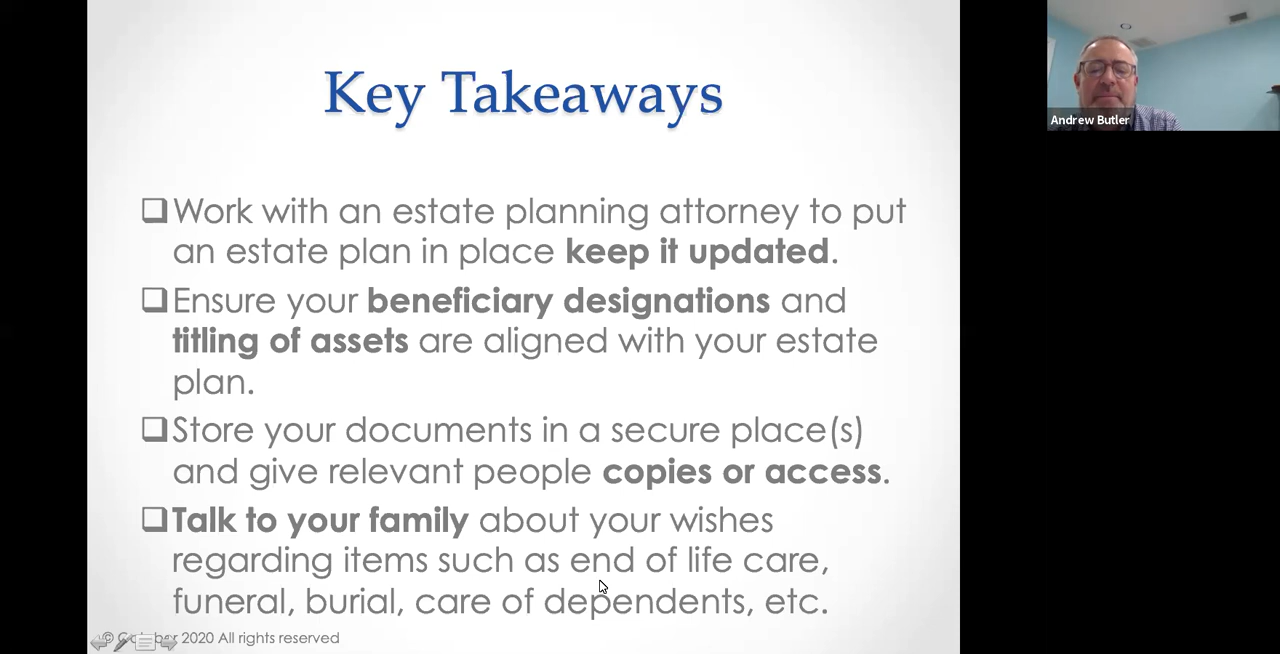 Key Takeaways
Andrew Butler
❑Work with an estate planning attorney to put
an estate plan in place keep it updated.
❑Ensure your beneficiary designations and
titling of assets are aligned with your estate
plan.
❑Store your documents in a secure place(s)
and give relevant people copies or access.
❑Talk to your family about your wishes
regarding items such as end of life care,
funeral, burial, care of dependents, etc.
© 2020 All rights reserved